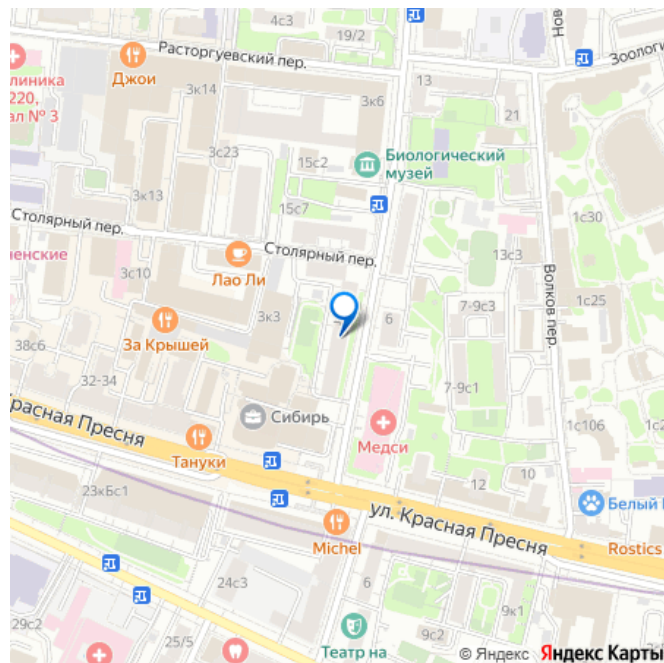 4с3
19/2
Нов
Расторгуевский пер.
Зоологи
линика
220,
ал № 3
Джои
3к14
13
3к6
21
3с23
15с2
Биологический
музей
3к13
15с7
1с30
Столярный пер.
Столярный пер.
13с3
ненские
3с10
Лао Ли
Волков пер.
1с25
7-9с3
3к3
6
За Крышей
38с6
32-34
7-9с1
Красная Пресня
Сибирь
Медси
1с106
Тануки
10
12
23кБс1
ул. Красная Пресня
Белый
Michel
Rostics
24с3
6
9к1
29с2
25/5
9с2
Театр на
© Яндекс Яндекс Карты